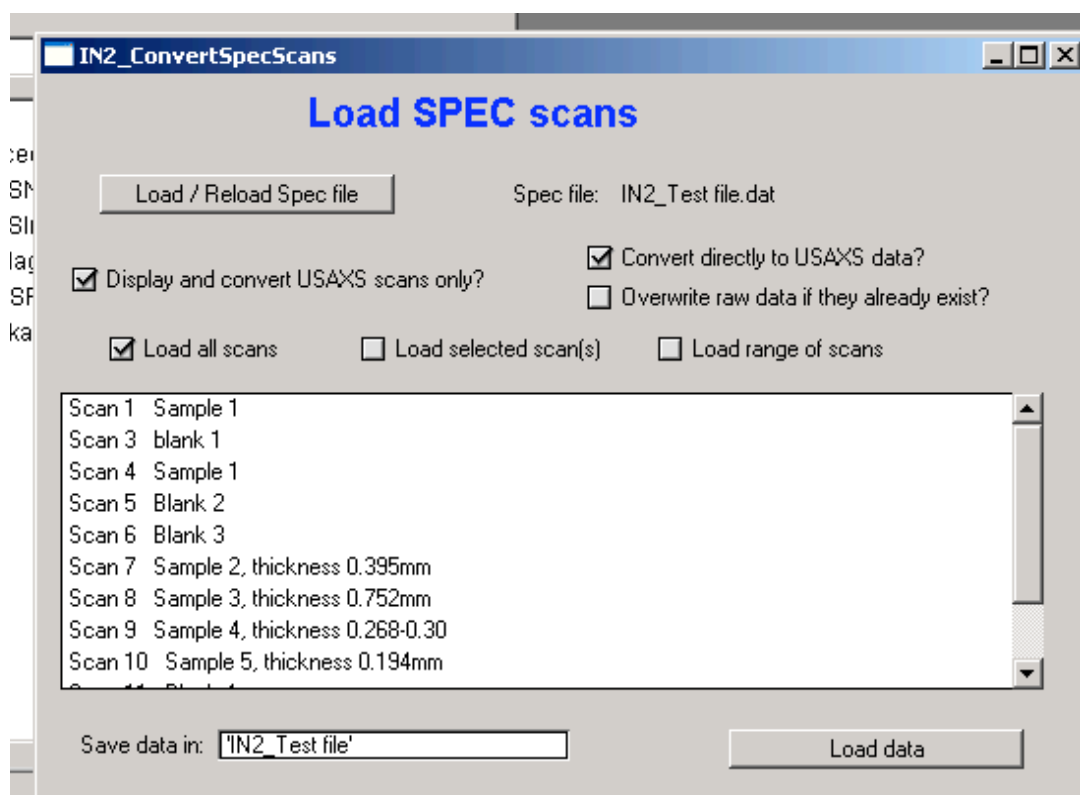 IN2_ConvertSpecScans
Load SPEC scans
Load / Reload Spec file Spec file: IN2_Test file.dat
Display and convert USAXS scans only? Convert directly to USAXS data?
Overwrite raw data if they already exist?
Load all scans Load selected scan(s) Load range of scans
Scan 1 Sample 1
Scan 3 blank 1
Scan 4 Sample 1
Scan 5 Blank 2
Scan 6 Blank 3
Scan 7 Sample 2, thickness 0.395mm
Scan 8 Sample 3, thickness 0.752mm
Scan 9 Sample 4, thickness 0.268-0.30
Scan 10 Sample 5, thickness 0.194mm
Save data in: 'IN2_Test file' Load data